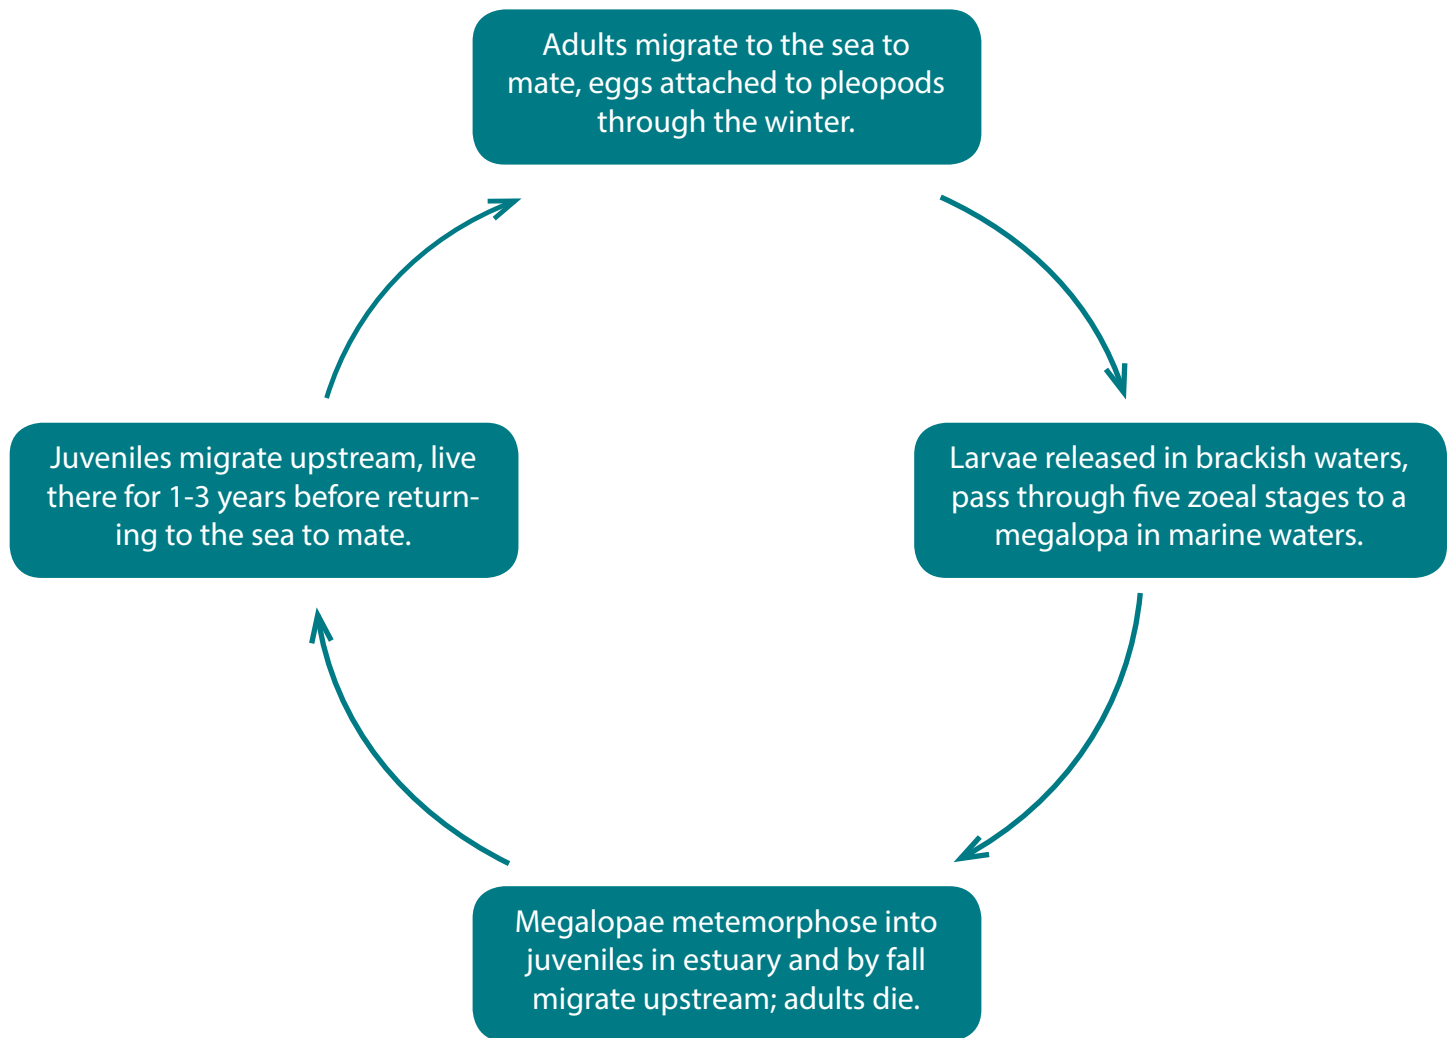 Adults migrate to the sea to
mate, eggs attached to pleopods
through the winter.
Larvae released in brackish waters,
pass through five zoeal stages to a
megalopa in marine waters.
Megalopae metemorphose into
juveniles in estuary and by fall
migrate upstream; adults die.
Juveniles migrate upstream, live
there for 1-3 years before return-
ing to the sea to mate.